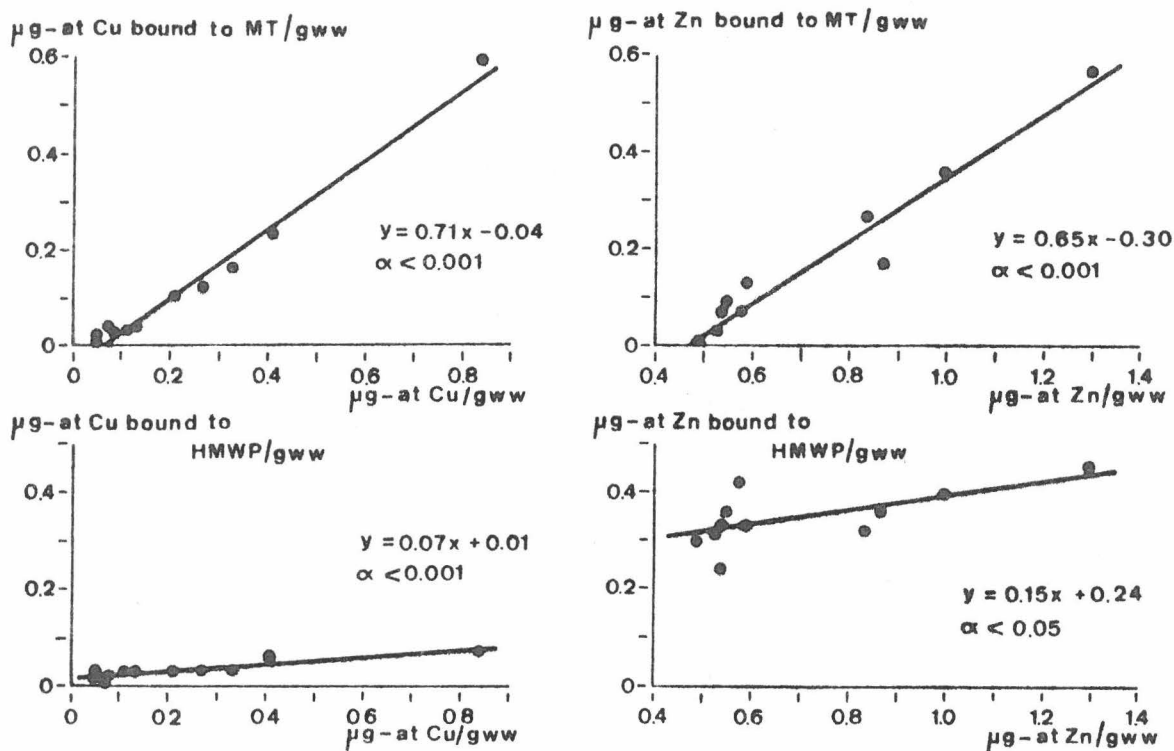 μg-at Cu bound to MT/gww
0.6
0.4
0.2
0
y = 0.71x - 0.04
α < 0.001
0 0.2 0.4 0.6 0.8
μg-at Cu/gww
μg-at Zn bound to MT/gww
0.6
0.4
0.2
0
y = 0.65x - 0.30
α < 0.001
0.4 0.6 0.8 1.0 1.2 1.4
μg-at Zn/gww
μg-at Cu bound to
HMWP/gww
0.4
0.2
0
y = 0.07x + 0.01
α < 0.001
0 0.2 0.4 0.6 0.8
μg-at Cu/gww
μg-at Zn bound to
HMWP/gww
0.4
0.2
0
y = 0.15x + 0.24
α < 0.05
0.4 0.6 0.8 1.0 1.2 1.4
μg-at Zn/gww